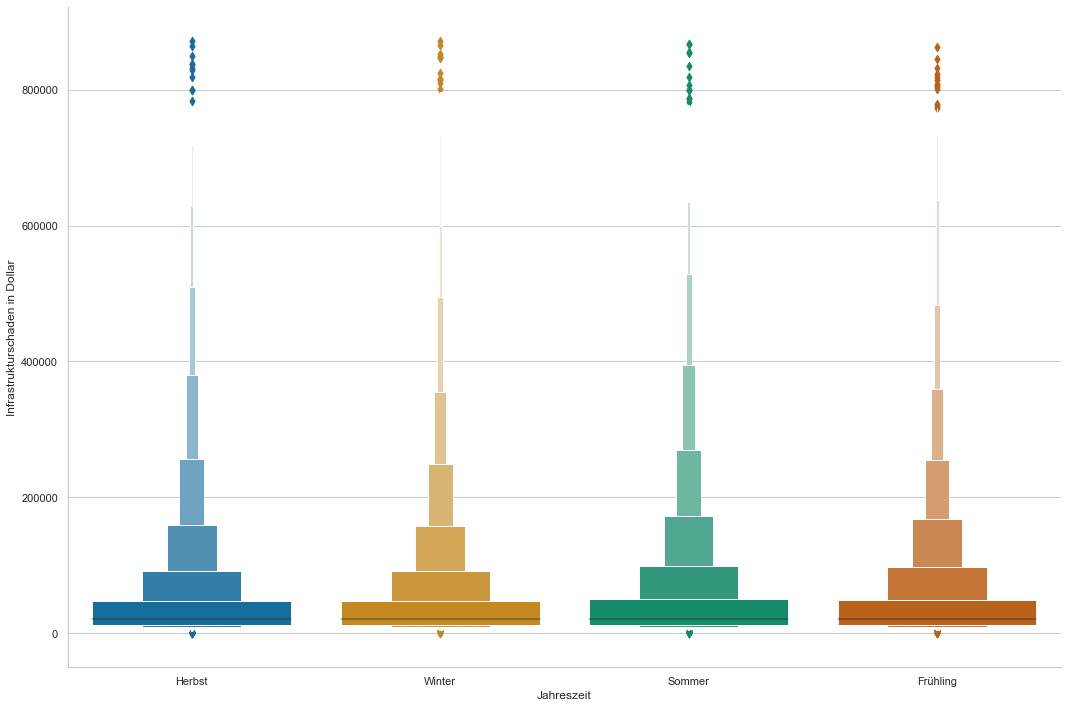 Infrastrukturschaden in Dollar
800000
600000
400000
200000
0
Herbst
Winter
Sommer
Frühling
Jahreszeit